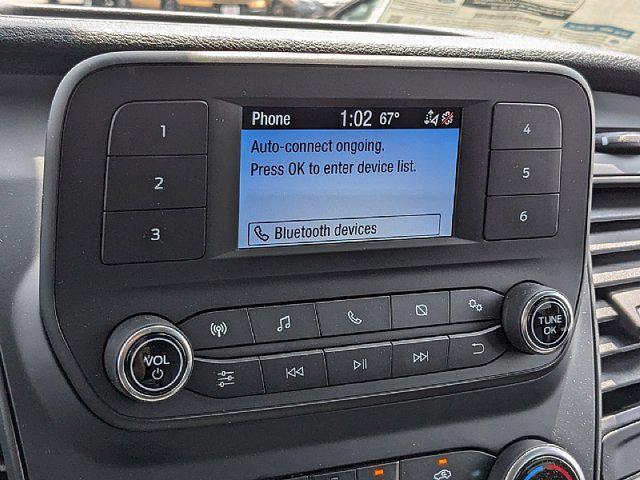 Phone 1:02 67°
Auto-connect ongoing.
Press OK to enter device list.
Bluetooth devices
1
2
3
4
5
6
VOL
TUNE
OK